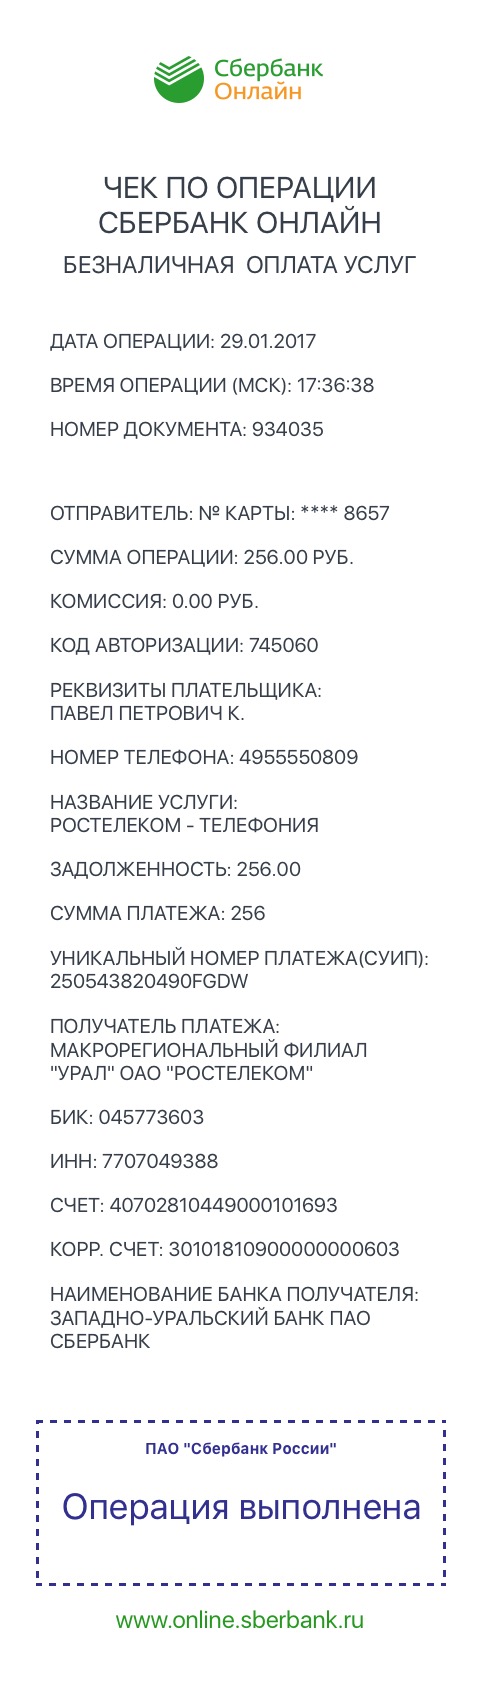 Сбербанк
Онлайн
ЧЕК ПО ОПЕРАЦИИ
СБЕРБАНК ОНЛАЙН
БЕЗНАЛИЧНАЯ ОПЛАТА УСЛУГ
ДАТА ОПЕРАЦИИ: 29.01.2017
ВРЕМЯ ОПЕРАЦИИ (МСК): 17:36:38
НОМЕР ДОКУМЕНТА: 934035
ОТПРАВИТЕЛЬ: № КАРТЫ: **** 8657
СУММА ОПЕРАЦИИ: 256.00 РУБ.
КОМИССИЯ: 0.00 РУБ.
КОД АВТОРИЗАЦИИ: 745060
РЕКВИЗИТЫ ПЛАТЕЛЬЩИКА:
ПАВЕЛ ПЕТРОВИЧ К.
НОМЕР ТЕЛЕФОНА: 4955550809
НАЗВАНИЕ УСЛУГИ:
РОСТЕЛЕКОМ - ТЕЛЕФОНИЯ
ЗАДОЛЖЕННОСТЬ: 256.00
СУММА ПЛАТЕЖА: 256
УНИКАЛЬНЫЙ НОМЕР ПЛАТЕЖА(СУИП):
250543820490FGDW
ПОЛУЧАТЕЛЬ ПЛАТЕЖА:
МАКРОРЕГИОНАЛЬНЫЙ ФИЛИАЛ
"УРАЛ" ОАО "РОСТЕЛЕКОМ"
БИК: 045773603
ИНН: 7707049388
СЧЕТ: 40702810449000101693
КОРР. СЧЕТ: 30101810900000000603
НАИМЕНОВАНИЕ БАНКА ПОЛУЧАТЕЛЯ:
ЗАПАДНО-УРАЛЬСКИЙ БАНК ПАО
СБЕРБАНК
ПАО "Сбербанк России"
Операция выполнена
www.online.sberbank.ru